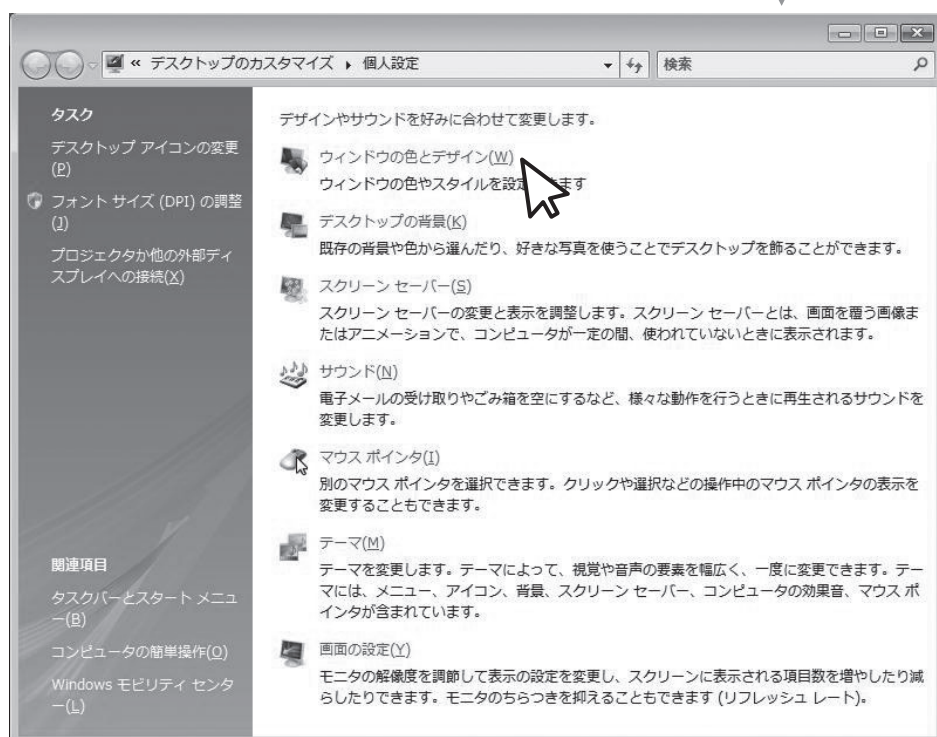 « デスクトップのカスタマイズ ▸ 個人設定
検索
タスク
デスクトップ アイコンの変更
(P)
フォント サイズ (DPI) の調整
(J)
プロジェクタか他の外部ディ
スプレイへの接続(X)
関連項目
タスクバーとスタート メニュ
ー(B)
コンピュータの簡単操作(O)
Windows モビリティ センタ
ー(L)
デザインやサウンドを好みに合わせて変更します。
ウィンドウの色とデザイン(W)
ウィンドウの色やスタイルを設定 きます
デスクトップの背景(K)
既存の背景や色から選んだり、好きな写真を使うことでデスクトップを飾ることができます。
スクリーン セーバー(S)
スクリーン セーバーの変更と表示を調整します。スクリーン セーバーとは、画面を覆う画像ま
たはアニメーションで、コンピュータが一定の間、使われていないときに表示されます。
サウンド(N)
電子メールの受け取りやごみ箱を空にするなど、様々な動作を行うときに再生されるサウンドを
変更します。
マウス ポインタ(I)
別のマウス ポインタを選択できます。クリックや選択などの操作中のマウス ポインタの表示を
変更することもできます。
テーマ(M)
テーマを変更します。テーマによって、視覚や音声の要素を幅広く、一度に変更できます。テー
マには、メニュー、アイコン、背景、スクリーン セーバー、コンピュータの効果音、マウス ポ
インタが含まれています。
画面の設定(Y)
モニタの解像度を調節して表示の設定を変更し、スクリーンに表示される項目数を増やしたり減
らしたりできます。モニタのちらつきを抑えることもできます (リフレッシュ レート)。